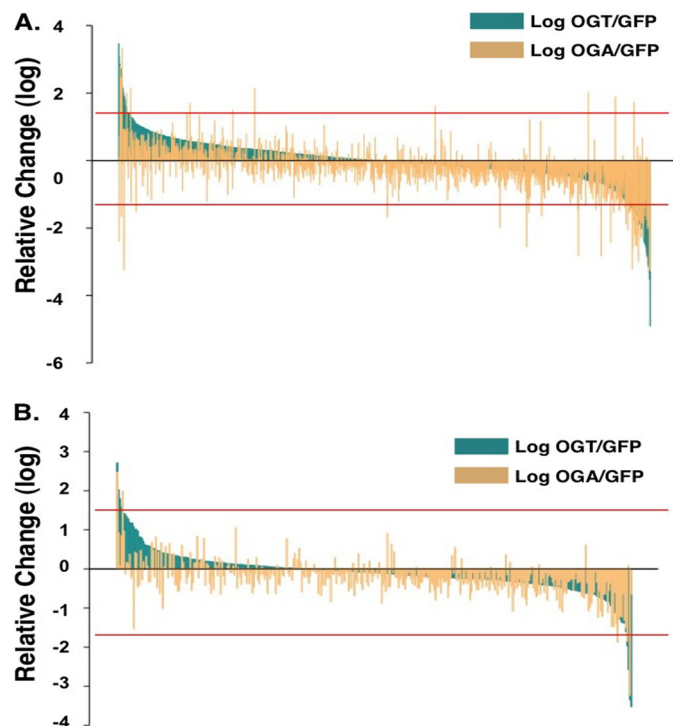 A.
Relative Change (log)
4
2
0
-2
-4
-6
Log OGT/GFP
Log OGA/GFP
B.
Relative Change (log)
4
3
2
1
0
-1
-2
-3
-4
Log OGT/GFP
Log OGA/GFP